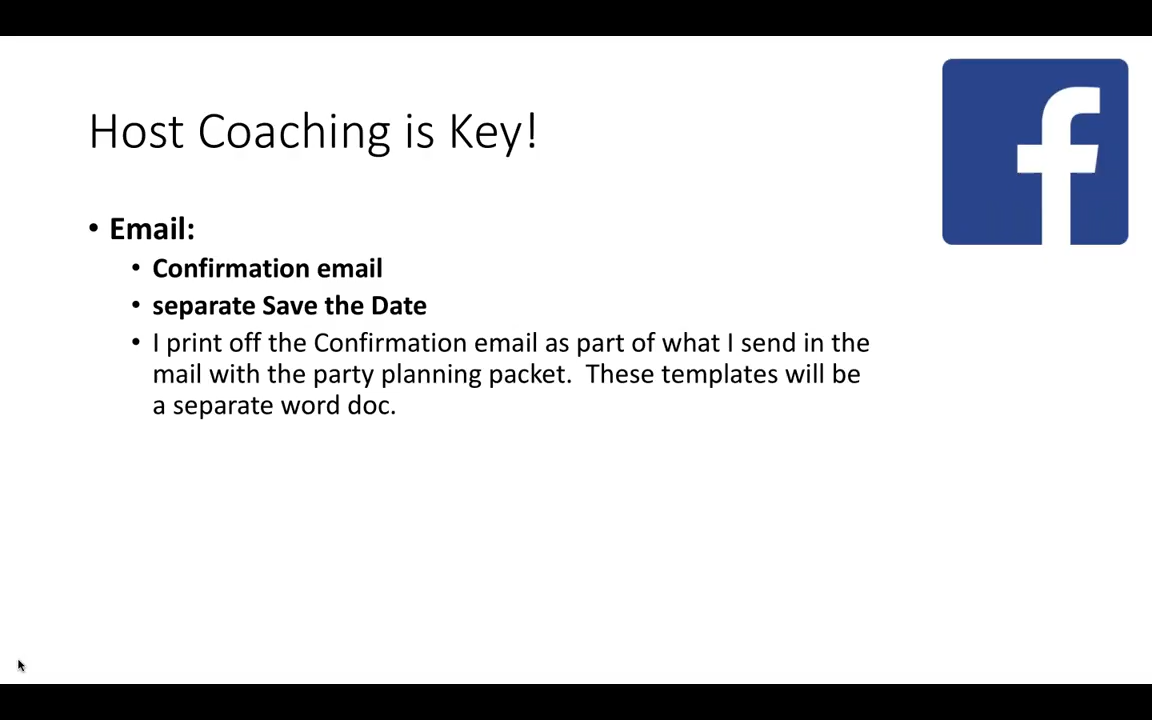 Host Coaching is Key!
f
• Email:
• Confirmation email
• separate Save the Date
• I print off the Confirmation email as part of what I send in the
mail with the party planning packet.  These templates will be
a separate word doc.